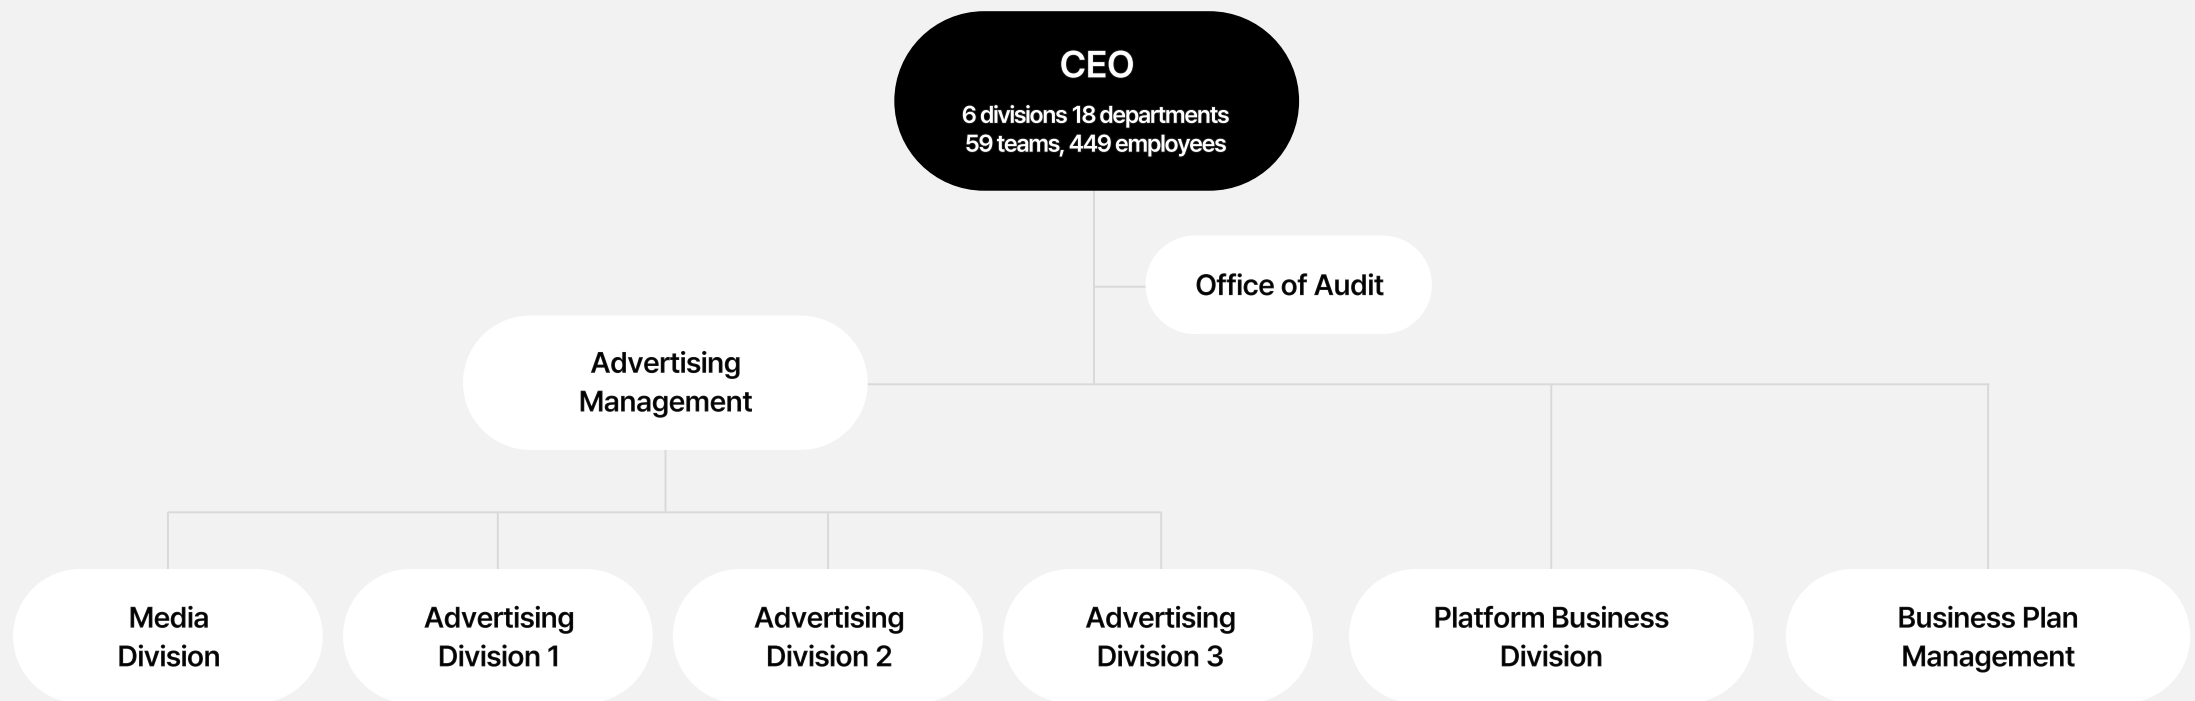 CEO
6 divisions 18 departments
59 teams, 449 employees
Office of Audit
Advertising
Management
Media
Division
Advertising
Division 1
Advertising
Division 2
Advertising
Division 3
Platform Business
Division
Business Plan
Management